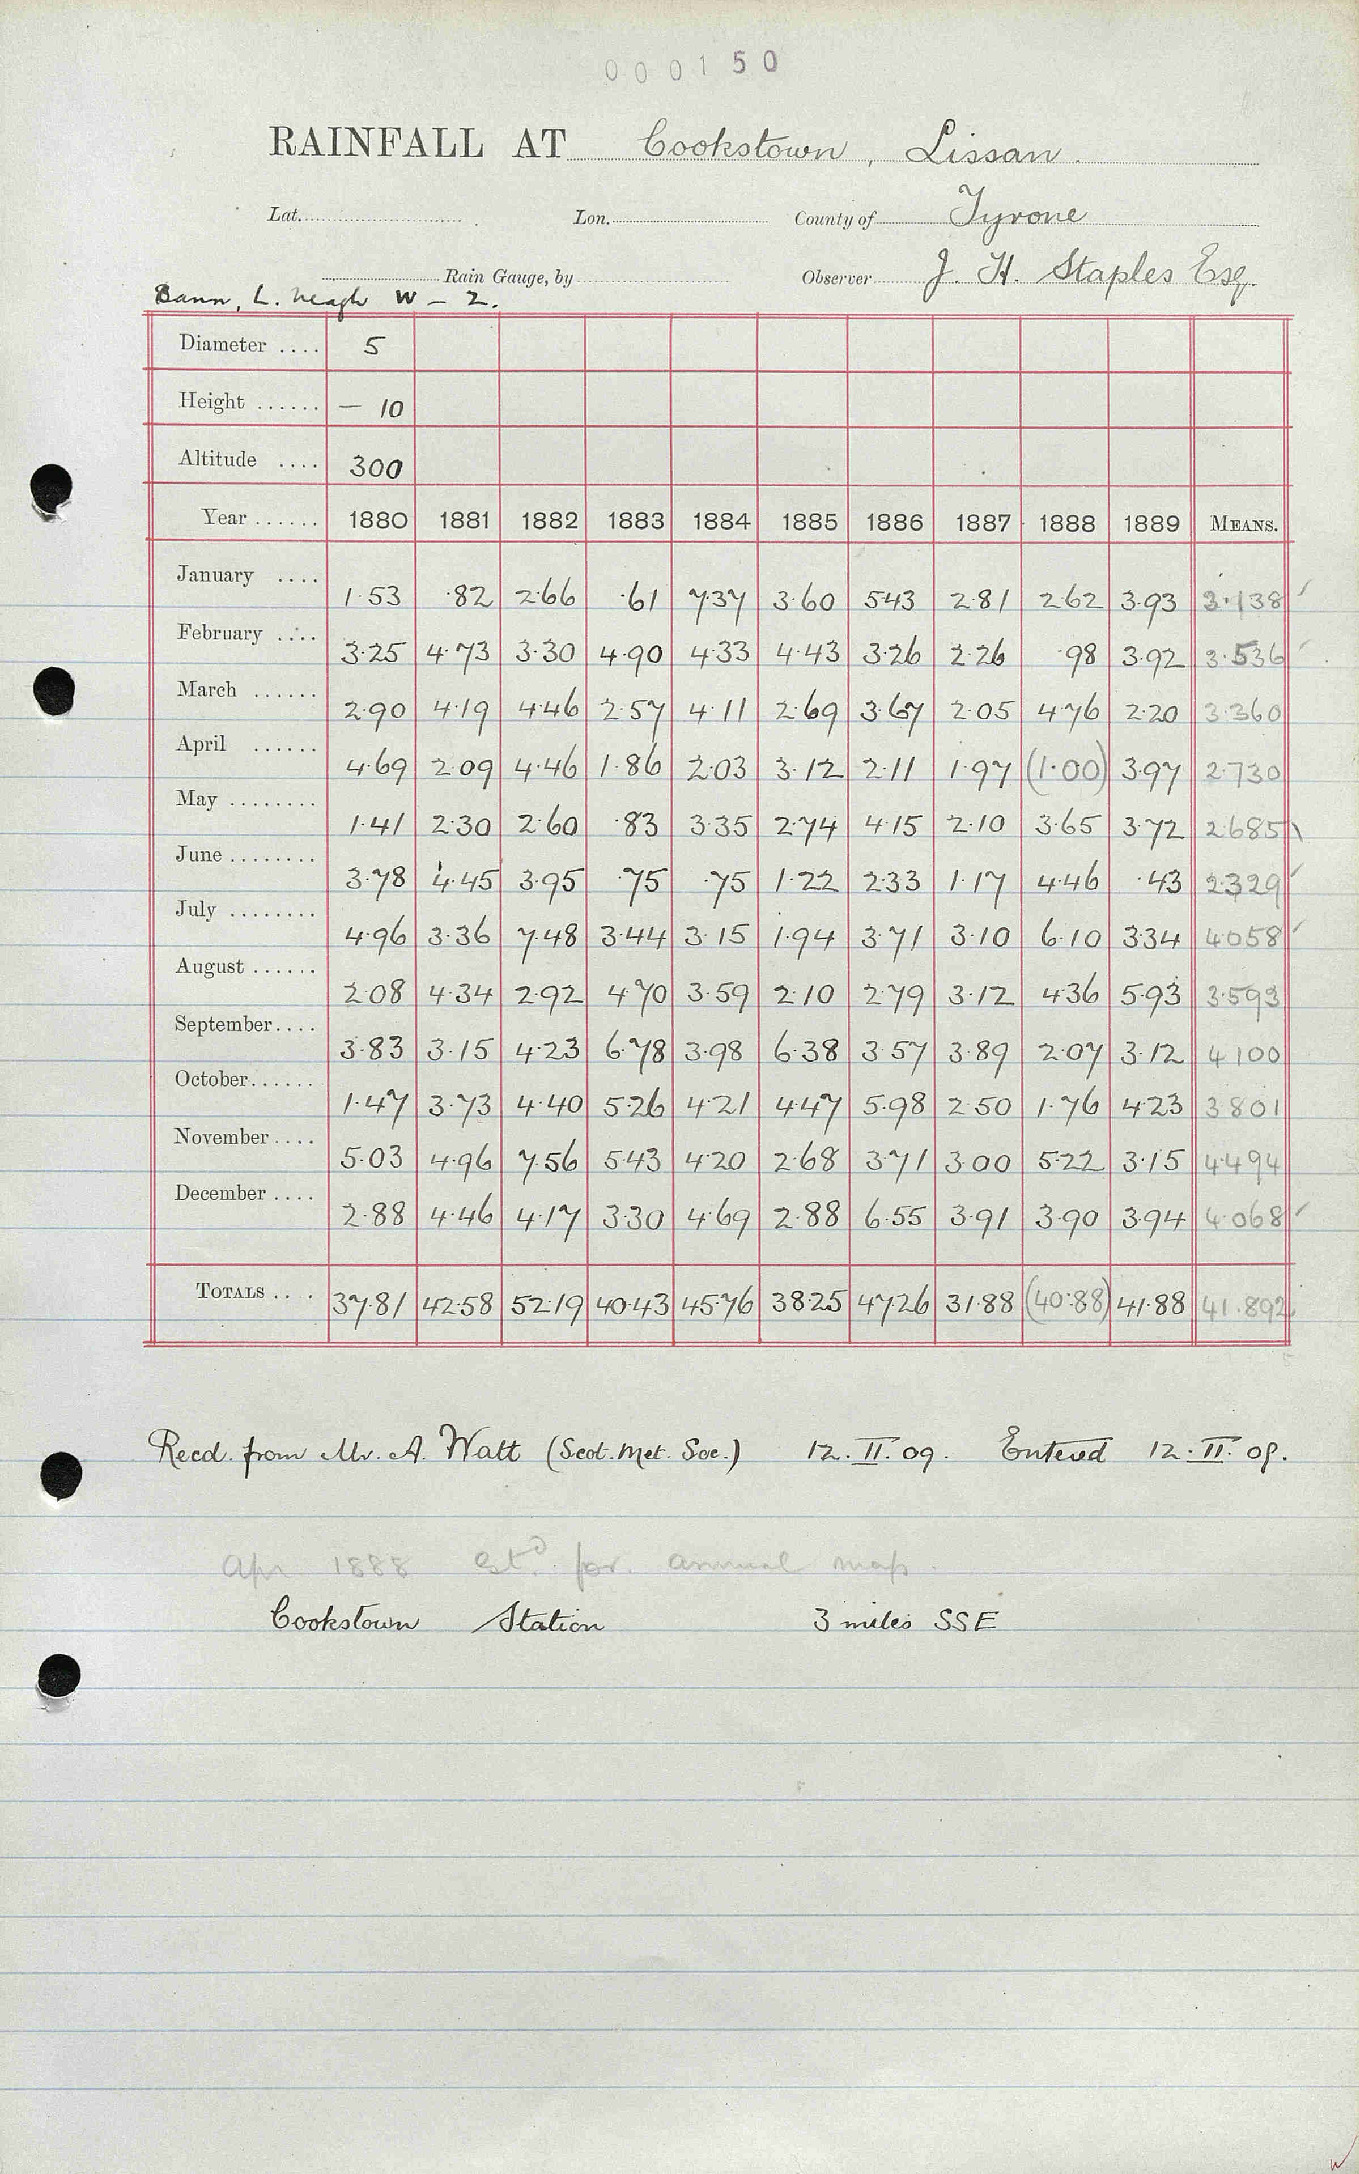 000150
RAINFALL AT Cookstown, Lissan.
Lat. Lon. County of Tyrone
Rain Gauge, by Observer J. H. Staples Esq.
Bann, L. Neagh W - 2.
Diameter .... 5
Height ...... — 10
Altitude .... 300
Year ...... 1880 1881 1882 1883 1884 1885 1886 1887 1888 1889 MEANS.
January .... 1.53 .82 2.66 .61 7.37 3.60 5.43 2.81 2.62 3.93 3.138
February .... 3.25 4.73 3.30 4.90 4.33 4.43 3.26 2.26 .98 3.92 3.536
March ...... 2.90 4.19 4.46 2.57 4.11 2.69 3.67 2.05 4.76 2.20 3.360
April ...... 4.69 2.09 4.46 1.86 2.03 3.12 2.11 1.97 (1.00) 3.97 2.730
May ........ 1.41 2.30 2.60 .83 3.35 2.74 4.15 2.10 3.65 3.72 2.685
June ........ 3.78 4.45 3.95 .75 .75 1.22 2.33 1.17 4.46 .43 2.329
July ........ 4.96 3.36 7.48 3.44 3.15 1.94 3.71 3.10 6.10 3.34 4.058
August ...... 2.08 4.34 2.92 4.70 3.59 2.10 2.79 3.12 4.36 5.93 3.593
September .... 3.83 3.15 4.23 6.78 3.98 6.38 3.57 3.89 2.07 3.12 4.100
October ...... 1.47 3.73 4.40 5.26 4.21 4.47 5.98 2.50 1.76 4.23 3.801
November .... 5.03 4.96 7.56 5.43 4.20 2.68 3.71 3.00 5.22 3.15 4.494
December .... 2.88 4.46 4.17 3.30 4.69 2.88 6.55 3.91 3.90 3.94 4.068
TOTALS .... 37.81 42.58 52.19 40.43 45.76 38.25 47.26 31.88 (40.88) 41.88 41.892
Recd. from Mr. A. Watt (Scot. Met. Soc.) 12.II.09. Entered 12.II.09.
Apr. 1888 estd. for annual map
Cookstown Station 3 miles SSE